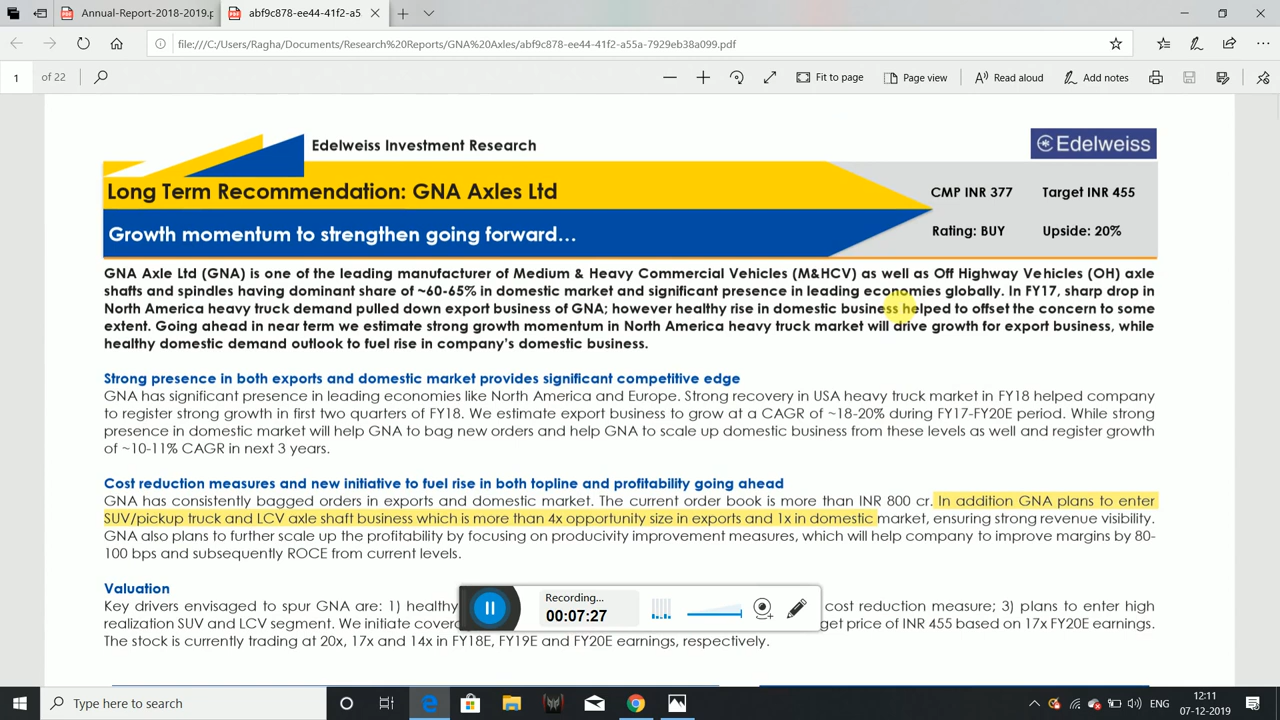 Annual-Report-2018-2019.p
abf9c878-ee44-41f2-a5
file:///C:/Users/Ragha/Documents/Research%20Reports/GNA%20Axles/abf9c878-ee44-41f2-a55a-7929eb38a099.pdf
1 of 22 Fit to page Page view Read aloud Add notes
Edelweiss Investment Research
Edelweiss
Long Term Recommendation: GNA Axles Ltd
CMP INR 377 Target INR 455
Growth momentum to strengthen going forward...
Rating: BUY Upside: 20%
GNA Axle Ltd (GNA) is one of the leading manufacturer of Medium & Heavy Commercial Vehicles (M&HCV) as well as Off Highway Vehicles (OH) axle
shafts and spindles having dominant share of ~60-65% in domestic market and significant presence in leading economies globally. In FY17, sharp drop in
North America heavy truck demand pulled down export business of GNA; however healthy rise in domestic business helped to offset the concern to some
extent. Going ahead in near term we estimate strong growth momentum in North America heavy truck market will drive growth for export business, while
healthy domestic demand outlook to fuel rise in company's domestic business.
Strong presence in both exports and domestic market provides significant competitive edge
GNA has significant presence in leading economies like North America and Europe. Strong recovery in USA heavy truck market in FY18 helped company
to register strong growth in first two quarters of FY18. We estimate export business to grow at a CAGR of ~18-20% during FY17-FY20E period. While strong
presence in domestic market will help GNA to bag new orders and help GNA to scale up domestic business from these levels as well and register growth
of ~10-11% CAGR in next 3 years.
Cost reduction measures and new initiative to fuel rise in both topline and profitability going ahead
GNA has consistently bagged orders in exports and domestic market. The current order book is more than INR 800 cr. In addition GNA plans to enter
SUV/pickup truck and LCV axle shaft business which is more than 4x opportunity size in exports and 1x in domestic market, ensuring strong revenue visibility.
GNA also plans to further scale up the profitability by focusing on producivity improvement measures, which will help company to improve margins by 80-
100 bps and subsequently ROCE from current levels.
Valuation
Key drivers envisaged to spur GNA are: 1) healthy cost reduction measure; 3) plans to enter high
realization SUV and LCV segment. We initiate price of INR 455 based on 17x FY20E earnings.
The stock is currently trading at 20x, 17x and 14x in FY18E, FY19E and FY20E earnings, respectively.
Recording...
00:07:27
Type here to search
ENG
12:11
07-12-2019